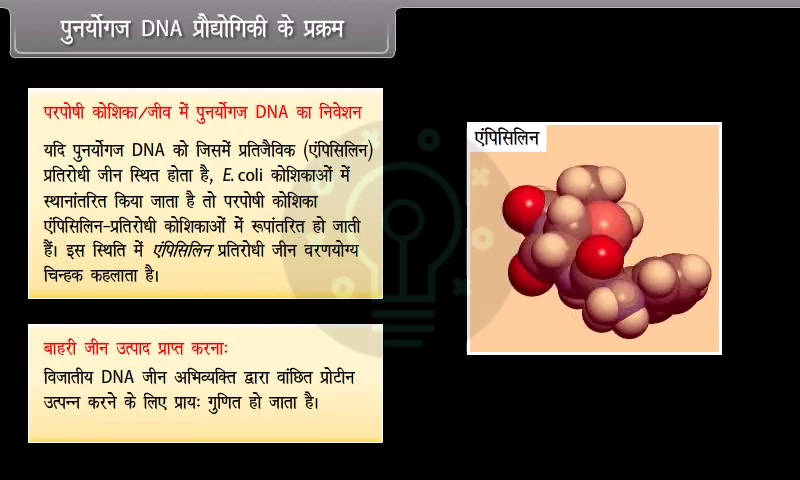 पुनर्योगज DNA प्रौद्योगिकी के प्रक्रम
परपोषी कोशिका/जीव में पुनर्योगज DNA का निवेशन
यदि पुनर्योगज DNA को जिसमें प्रतिजैविक (एंपिसिलिन)
प्रतिरोधी जीन स्थित होता है, E. coli कोशिकाओं में
स्थानांतरित किया जाता है तो परपोषी कोशिका
एंपिसिलिन-प्रतिरोधी कोशिकाओं में रूपांतरित हो जाती
हैं। इस स्थिति में एंपिसिलिन प्रतिरोधी जीन वरणयोग्य
चिन्हक कहलाता है।
एंपिसिलिन
बाहरी जीन उत्पाद प्राप्त करनाः
विजातीय DNA जीन अभिव्यक्ति द्वारा वांछित प्रोटीन
उत्पन्न करने के लिए प्रायः गुणित हो जाता है।